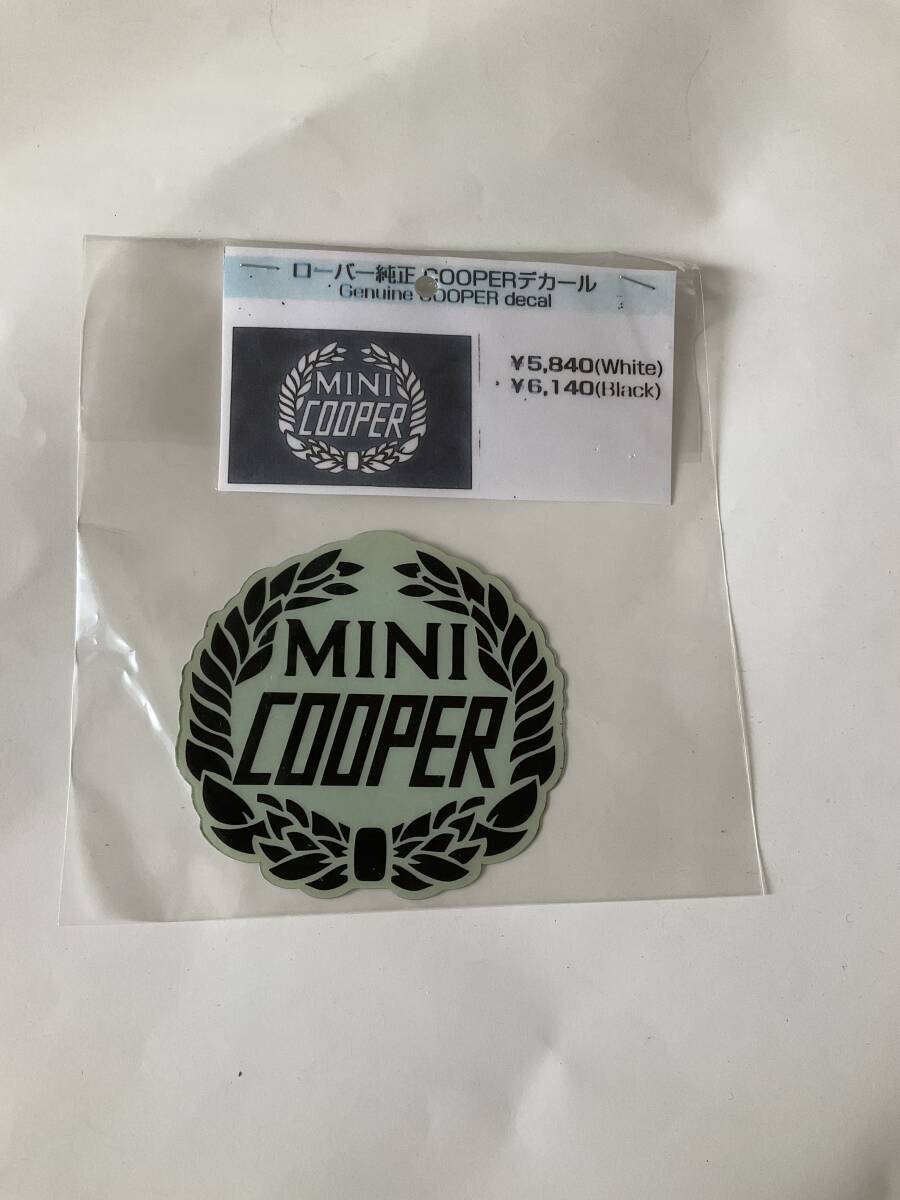 ローバー純正 COOPERデカール
Genuine COOPER decal
MINI
COOPER
¥5,840(White)
¥6,140(Black)
MINI
COOPER